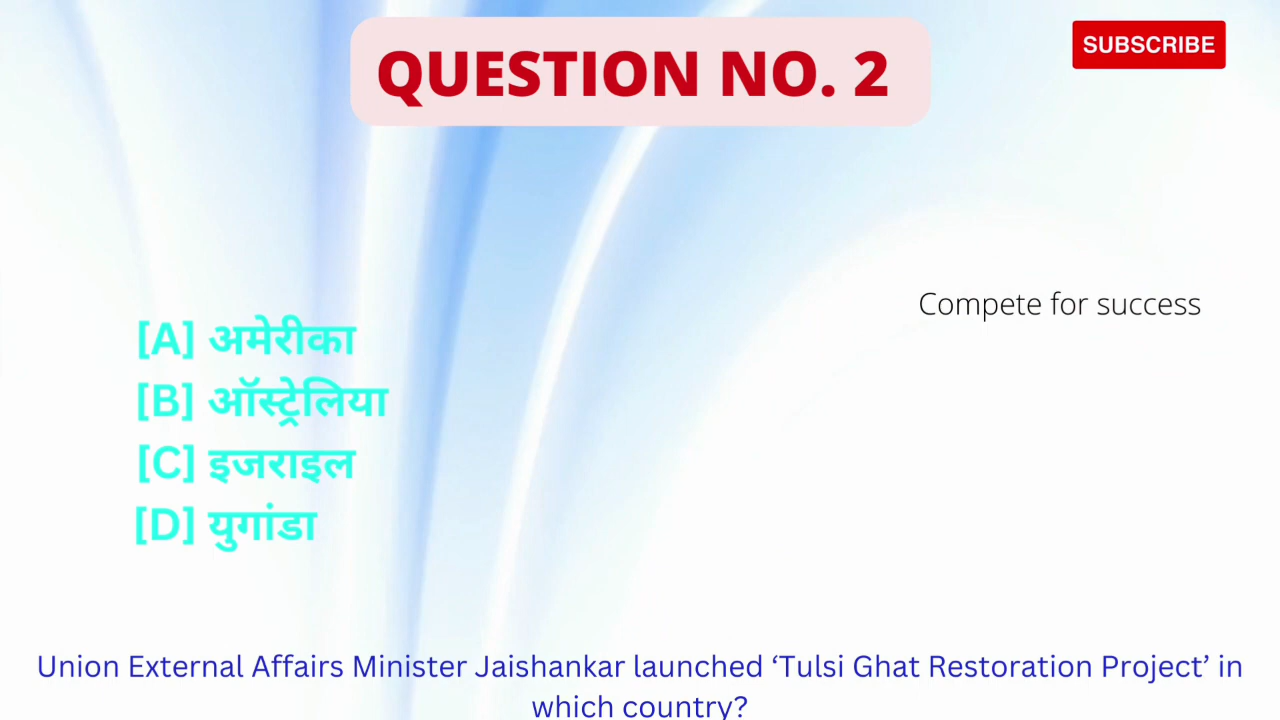 QUESTION NO. 2
SUBSCRIBE
Compete for success
[A] अमेरीका
[B] ऑस्ट्रेलिया
[C] इजराइल
[D] युगांडा
Union External Affairs Minister Jaishankar launched ‘Tulsi Ghat Restoration Project’ in
which country?